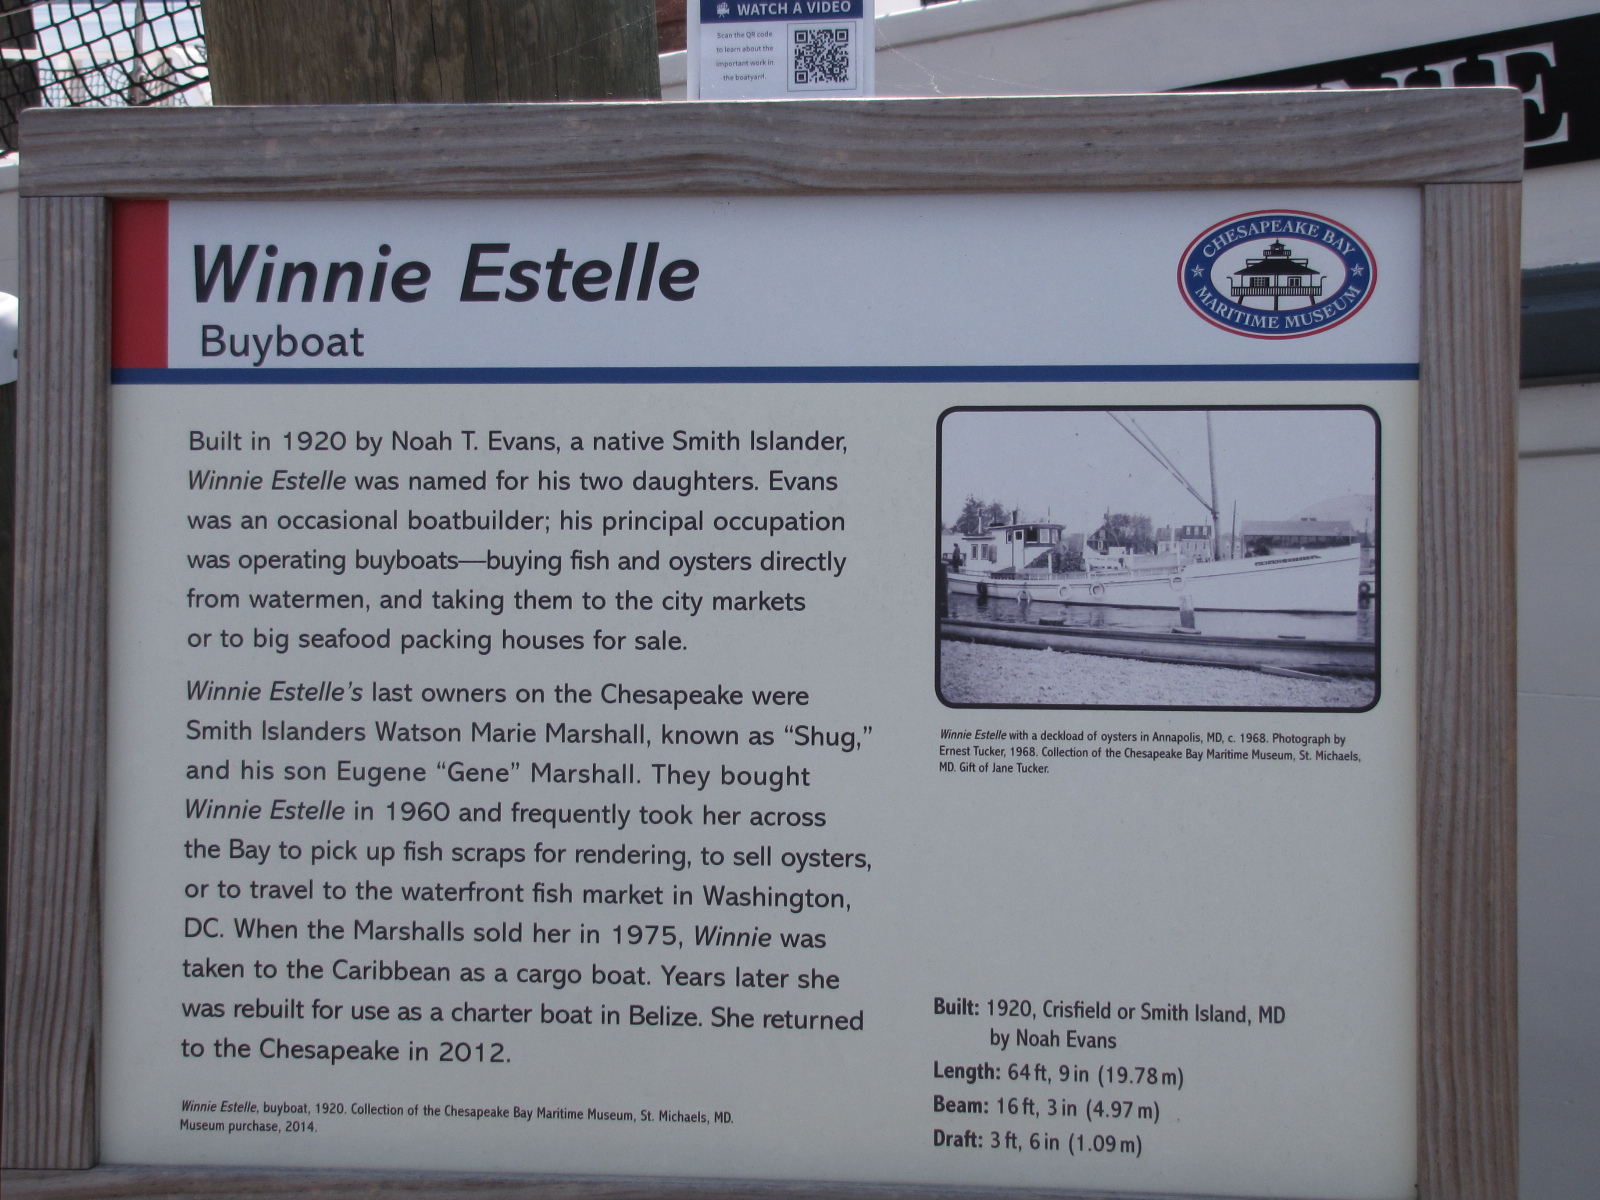 WATCH A VIDEO
Scan the QR code
to learn about the
important work in
the boatyard.
NIE
Winnie Estelle
Buyboat
CHESAPEAKE BAY
MARITIME MUSEUM
Built in 1920 by Noah T. Evans, a native Smith Islander,
Winnie Estelle was named for his two daughters. Evans
was an occasional boatbuilder; his principal occupation
was operating buyboats—buying fish and oysters directly
from watermen, and taking them to the city markets
or to big seafood packing houses for sale.
Winnie Estelle's last owners on the Chesapeake were
Smith Islanders Watson Marie Marshall, known as “Shug,”
and his son Eugene “Gene” Marshall. They bought
Winnie Estelle in 1960 and frequently took her across
the Bay to pick up fish scraps for rendering, to sell oysters,
or to travel to the waterfront fish market in Washington,
DC. When the Marshalls sold her in 1975, Winnie was
taken to the Caribbean as a cargo boat. Years later she
was rebuilt for use as a charter boat in Belize. She returned
to the Chesapeake in 2012.
Winnie Estelle, buyboat, 1920. Collection of the Chesapeake Bay Maritime Museum, St. Michaels, MD.
Museum purchase, 2014.
Winnie Estelle with a deckload of oysters in Annapolis, MD, c. 1968. Photograph by
Ernest Tucker, 1968. Collection of the Chesapeake Bay Maritime Museum, St. Michaels,
MD. Gift of Jane Tucker.
Built: 1920, Crisfield or Smith Island, MD
by Noah Evans
Length: 64 ft, 9 in (19.78 m)
Beam: 16 ft, 3 in (4.97 m)
Draft: 3 ft, 6 in (1.09 m)